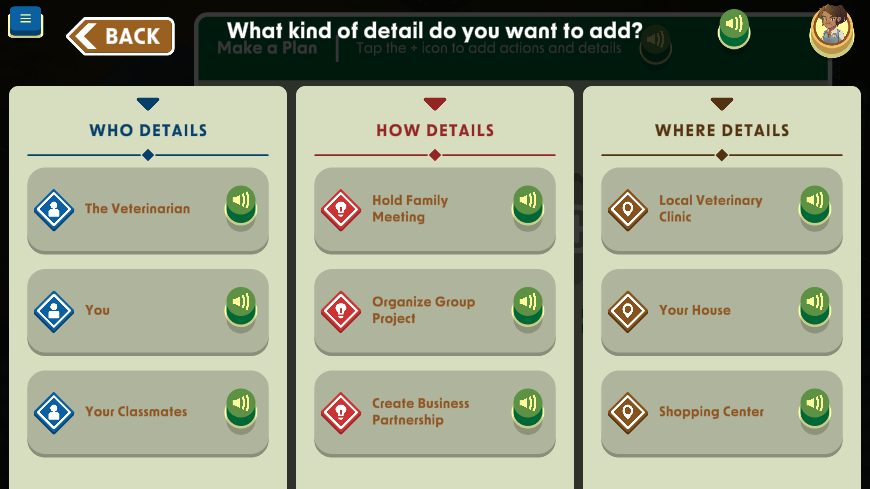 What kind of detail do you want to add?
BACK
Make a Plan
Tap the + icon to add actions and details
WHO DETAILS
The Veterinarian
You
Your Classmates
HOW DETAILS
Hold Family
Meeting
Organize Group
Project
Create Business
Partnership
WHERE DETAILS
Local Veterinary
Clinic
Your House
Shopping Center